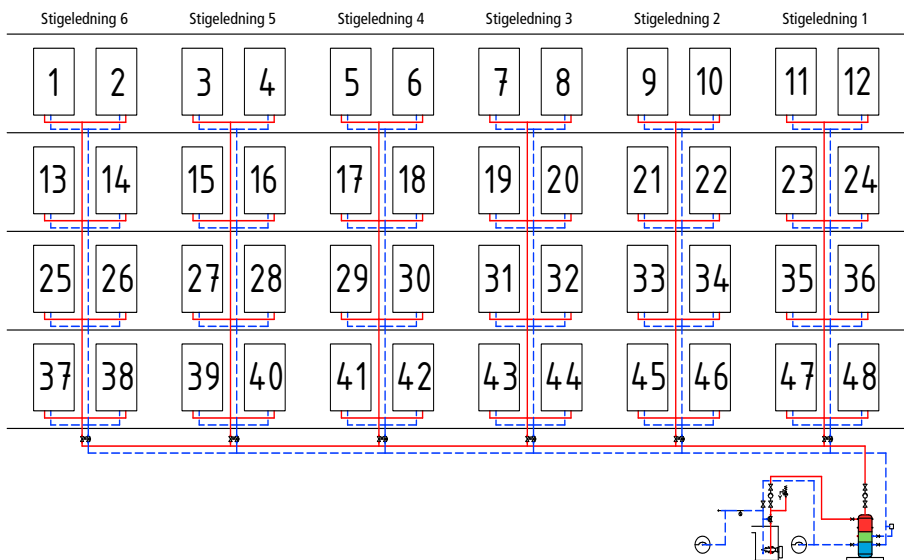 Stigeledning 6 Stigeledning 5 Stigeledning 4 Stigeledning 3 Stigeledning 2 Stigeledning 1
1 2 3 4 5 6 7 8 9 10 11 12
13 14 15 16 17 18 19 20 21 22 23 24
25 26 27 28 29 30 31 32 33 34 35 36
37 38 39 40 41 42 43 44 45 46 47 48